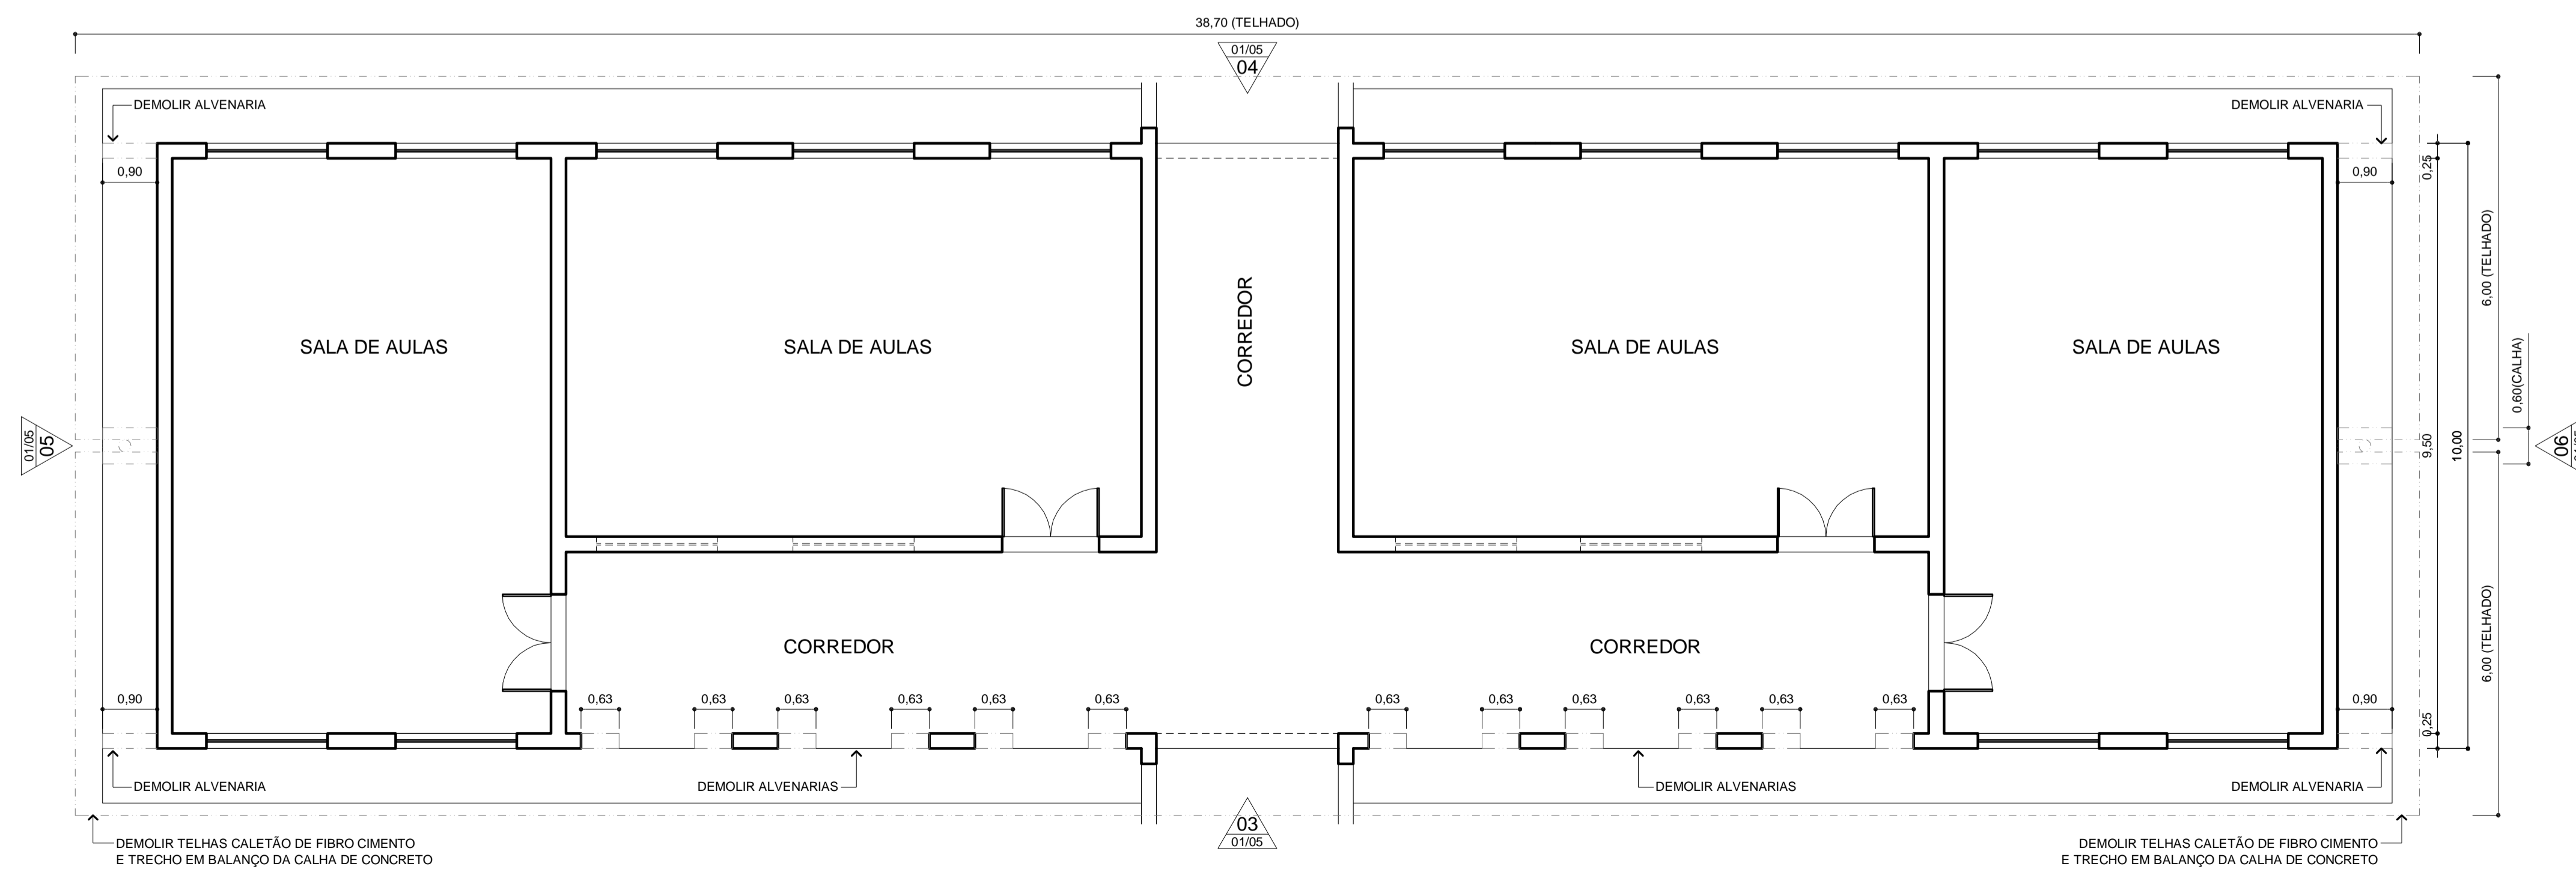 38,70 (TELHADO)
01/05
04
DEMOLIR ALVENARIA
DEMOLIR ALVENARIA
0,90
0,90
0,25
6,00 (TELHADO)
SALA DE AULAS
SALA DE AULAS
CORREDOR
SALA DE AULAS
SALA DE AULAS
0,60(CALHA)
01/05
05
9,50
10,00
06
CORREDOR
CORREDOR
6,00 (TELHADO)
0,90
0,63
0,63
0,63
0,63
0,63
0,63
0,63
0,63
0,63
0,63
0,63
0,63
0,90
0,25
DEMOLIR ALVENARIA
DEMOLIR ALVENARIAS
DEMOLIR ALVENARIAS
DEMOLIR ALVENARIA
03
01/05
DEMOLIR TELHAS CALETÃO DE FIBRO CIMENTO
E TRECHO EM BALANÇO DA CALHA DE CONCRETO
DEMOLIR TELHAS CALETÃO DE FIBRO CIMENTO
E TRECHO EM BALANÇO DA CALHA DE CONCRETO